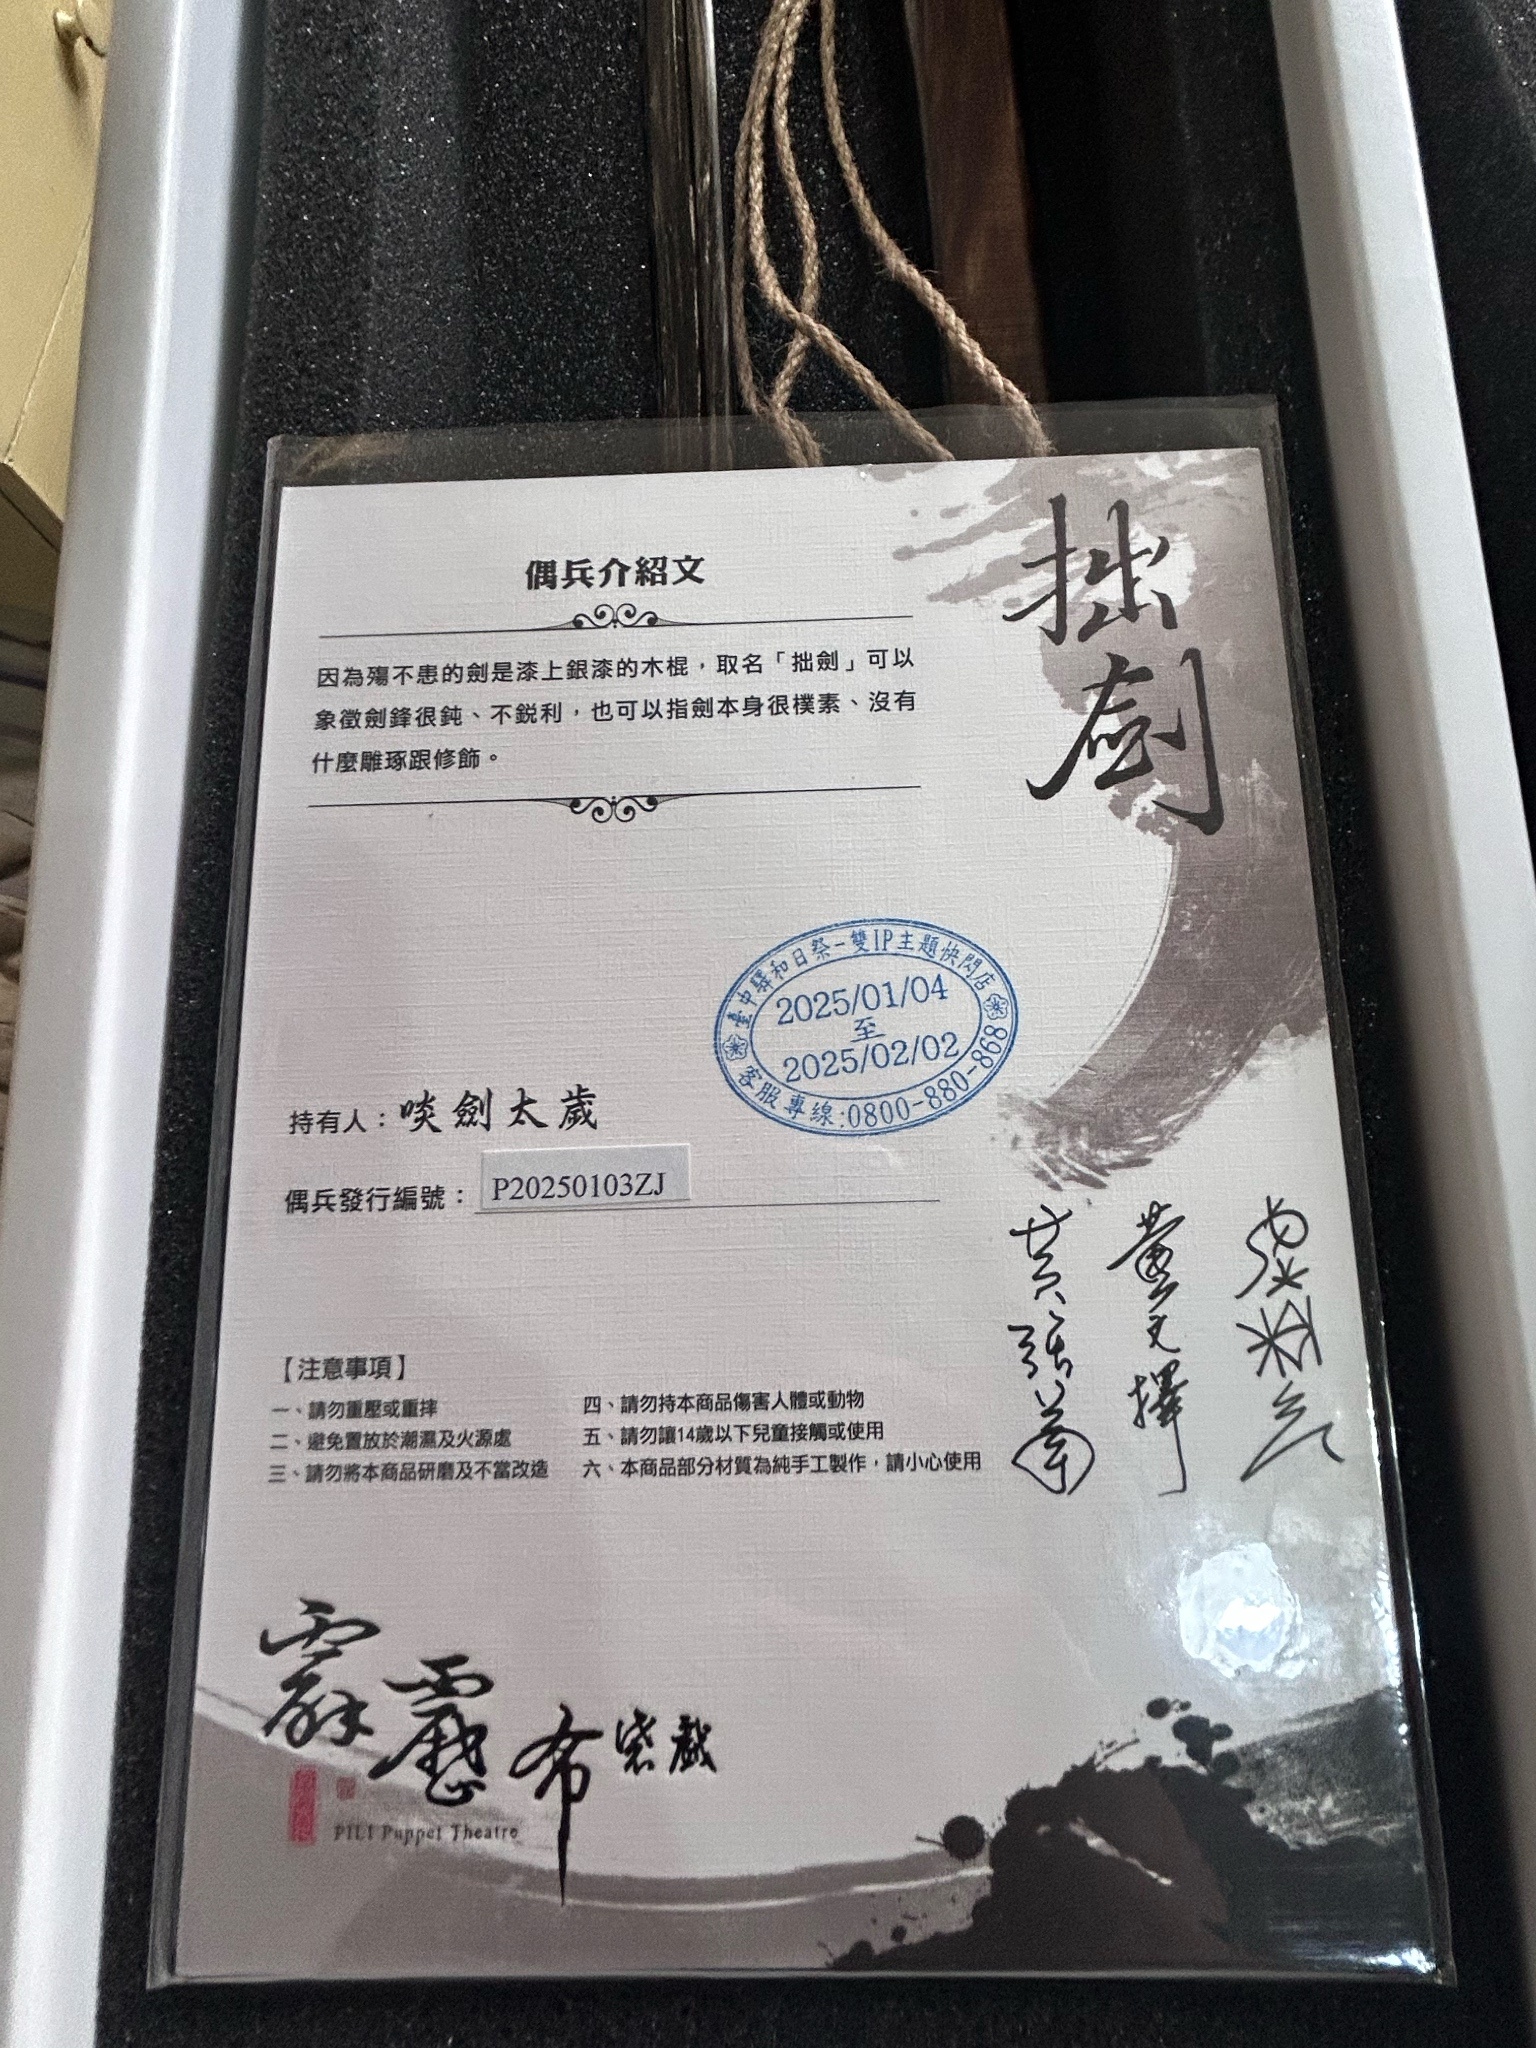 拙劍
偶兵介紹文
因為殤不患的劍是漆上銀漆的木棍，取名「拙劍」可以
象徵劍鋒很鈍、不銳利，也可以指劍本身很樸素、沒有
什麼雕琢跟修飾。
臺中驛和日祭-雙IP主題快閃店
2025/01/04
至
2025/02/02
客服專線:0800-880-868
持有人：啖劍太歲
偶兵發行編號：P20250103ZJ
【注意事項】
一、請勿重壓或重摔
二、避免置放於潮濕及火源處
三、請勿將本商品研磨及不當改造
四、請勿持本商品傷害人體或動物
五、請勿讓14歲以下兒童接觸或使用
六、本商品部分材質為純手工製作，請小心使用
黃文擇
霹靂布袋戲
PILI Puppet Theatre